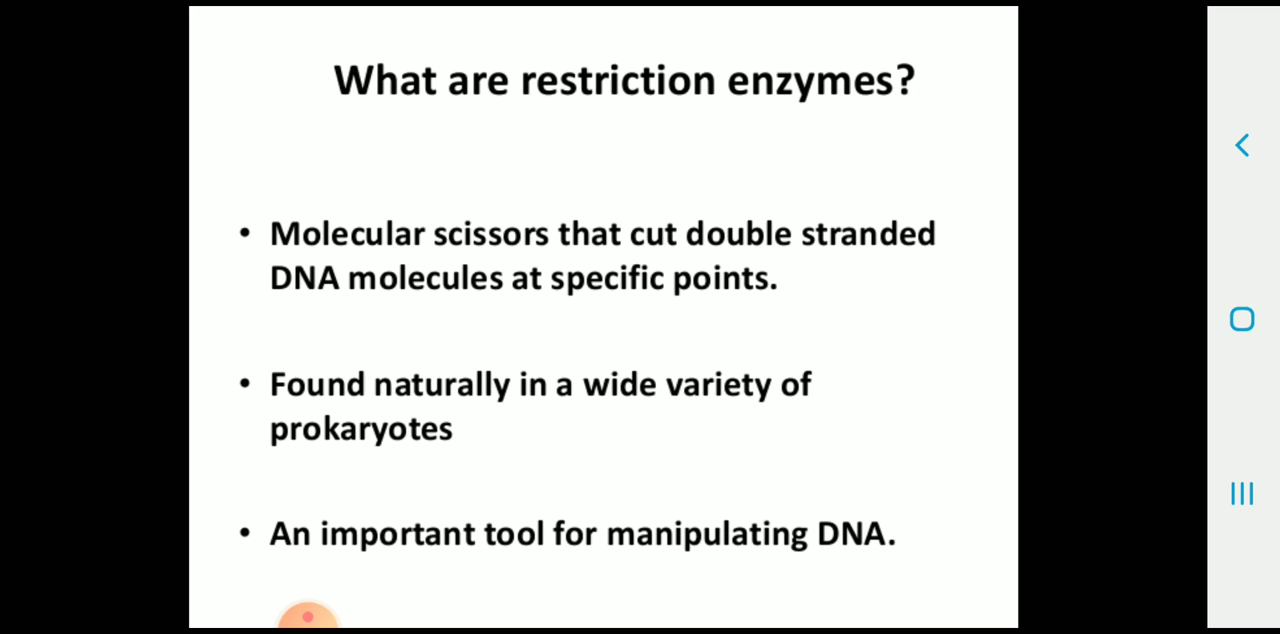 What are restriction enzymes?
• Molecular scissors that cut double stranded
DNA molecules at specific points.
• Found naturally in a wide variety of
prokaryotes
• An important tool for manipulating DNA.